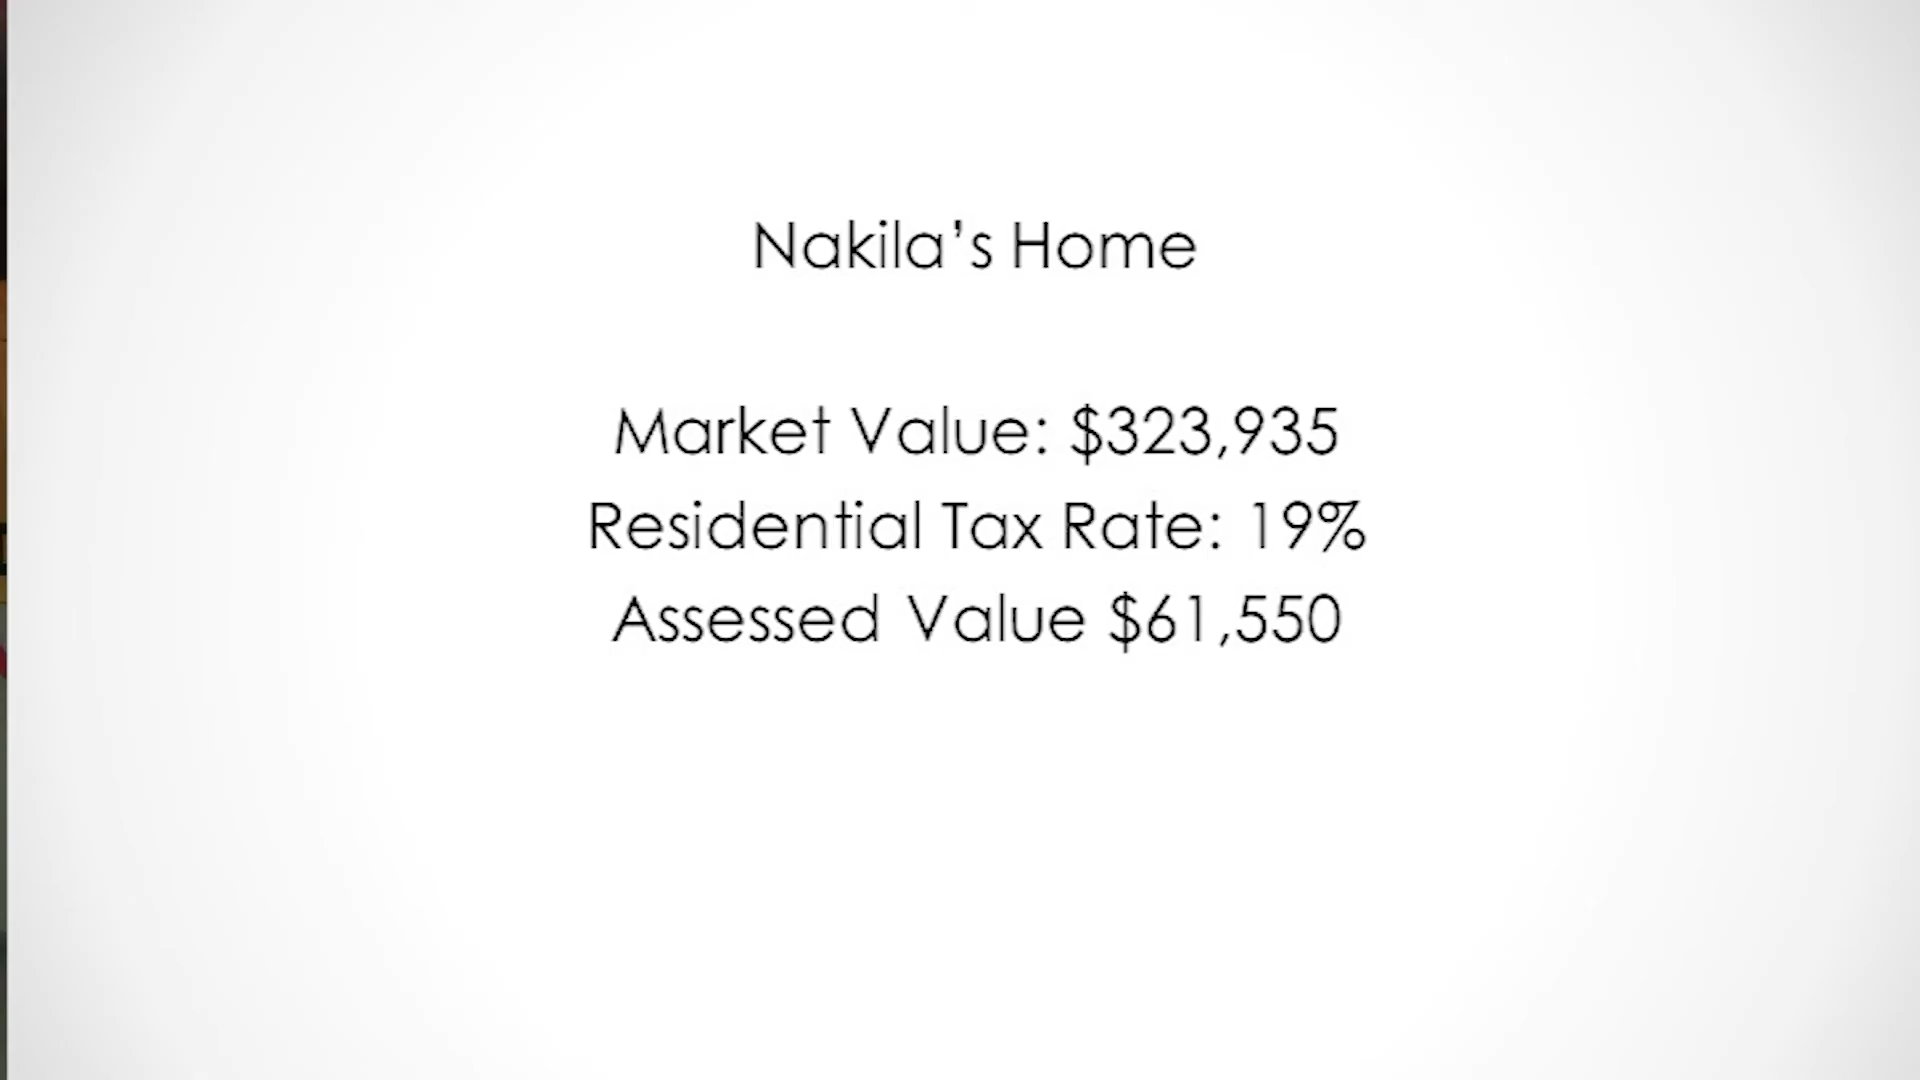 Nakila’s Home
Market Value: $323,935
Residential Tax Rate: 19%
Assessed Value $61,550